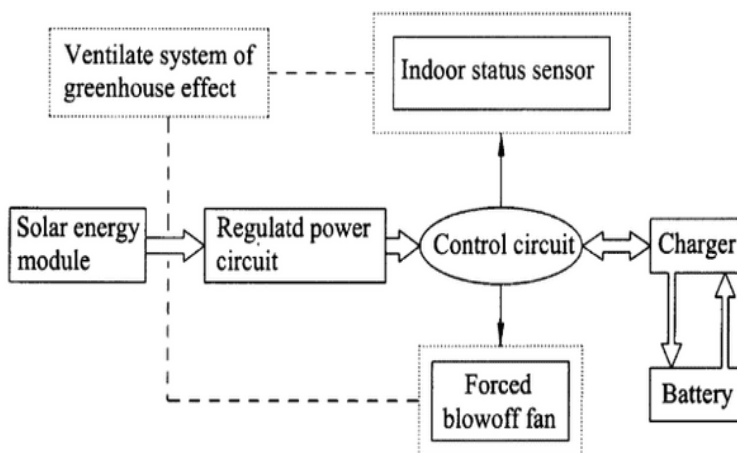 Ventilate system of
greenhouse effect
Indoor status sensor
Solar energy
module
Regulatd power
circuit
Control circuit
Charger
Forced
blowoff fan
Battery